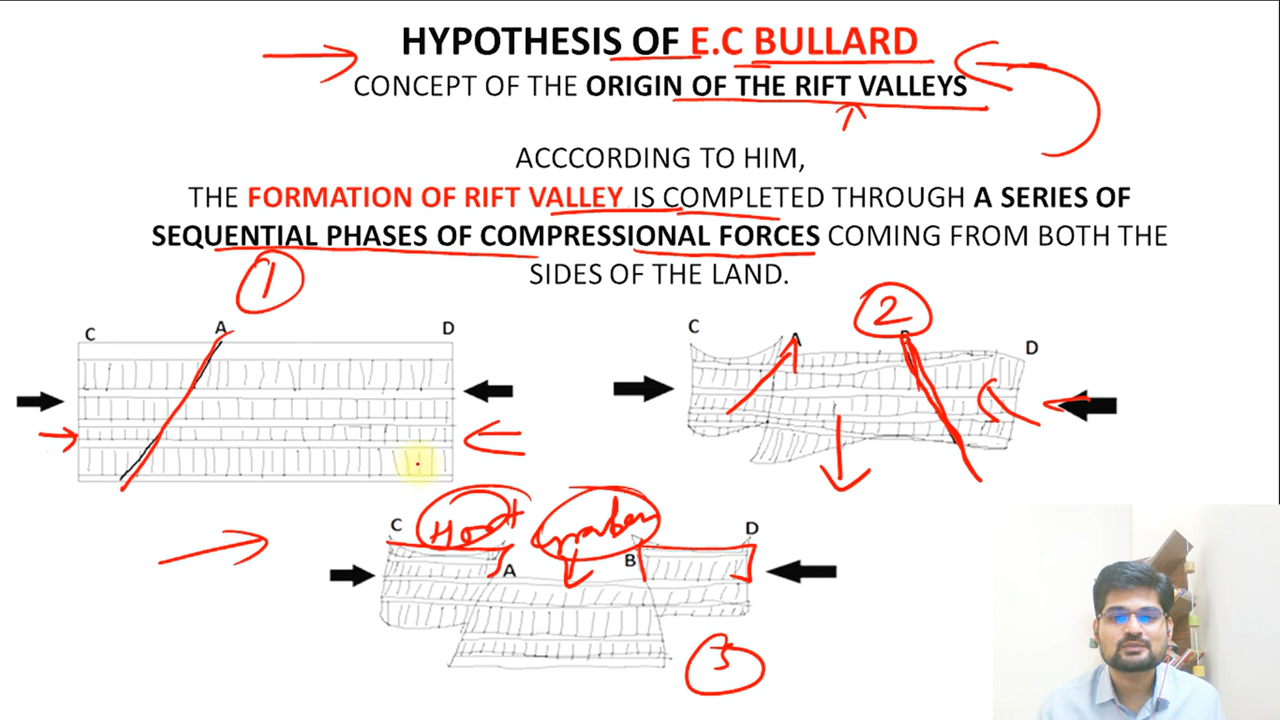 HYPOTHESIS OF E.C BULLARD
CONCEPT OF THE ORIGIN OF THE RIFT VALLEYS
ACCCORDING TO HIM,
THE FORMATION OF RIFT VALLEY IS COMPLETED THROUGH A SERIES OF
SEQUENTIAL PHASES OF COMPRESSIONAL FORCES COMING FROM BOTH THE
SIDES OF THE LAND.
1
2
C A D
C A B D
Horst Graben
C A B D
3